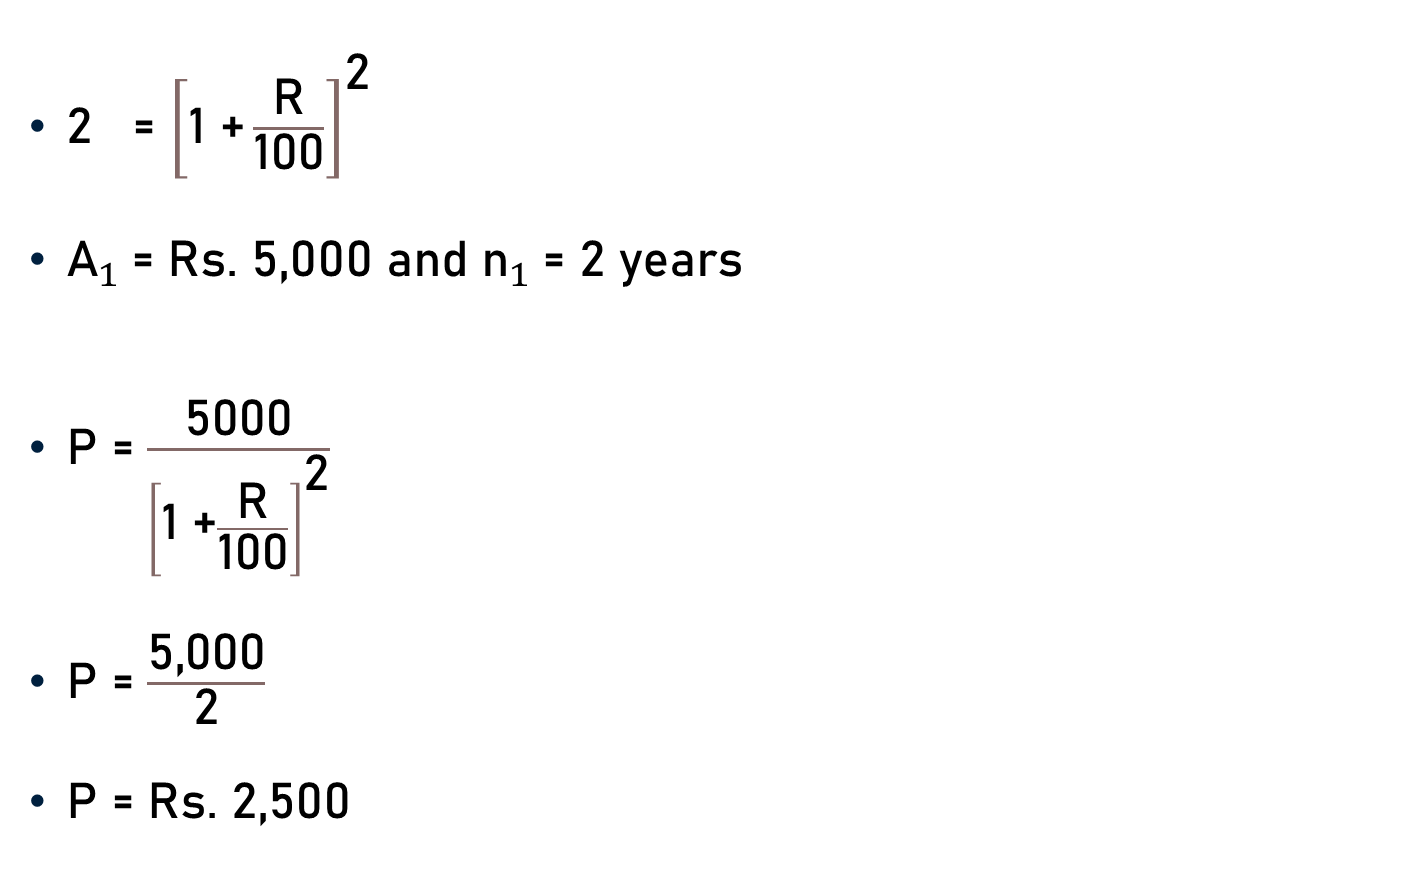 • 2 = [1 + R/100]²
• A₁ = Rs. 5,000 and n₁ = 2 years
• P = 5000/[1 + R/100]²
• P = 5,000/2
• P = Rs. 2,500